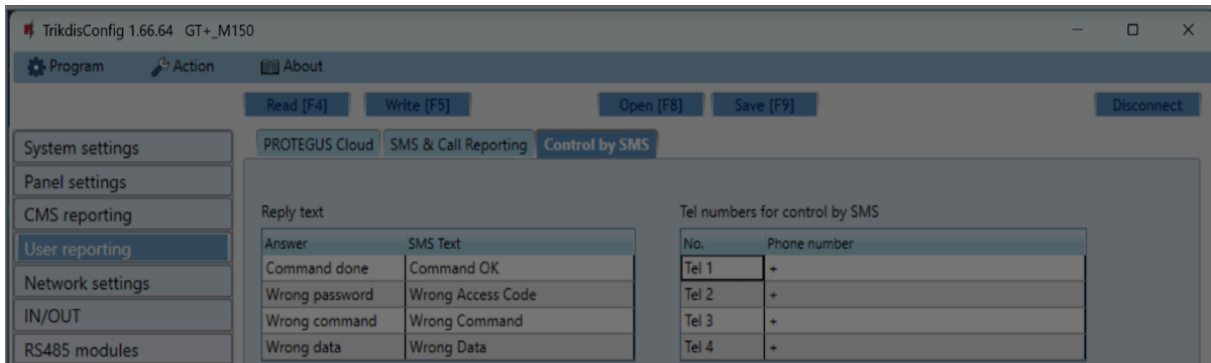 TrikdisConfig 1.66.64 GT+_M150
Program Action About
Read [F4] Write [F5] Open [F8] Save [F9] Disconnect
System settings
Panel settings
CMS reporting
User reporting
Network settings
IN/OUT
RS485 modules
PROTEGUS Cloud SMS & Call Reporting Control by SMS
Reply text
Answer SMS Text
Command done Command OK
Wrong password Wrong Access Code
Wrong command Wrong Command
Wrong data Wrong Data
Tel numbers for control by SMS
No. Phone number
Tel 1 +
Tel 2 +
Tel 3 +
Tel 4 +